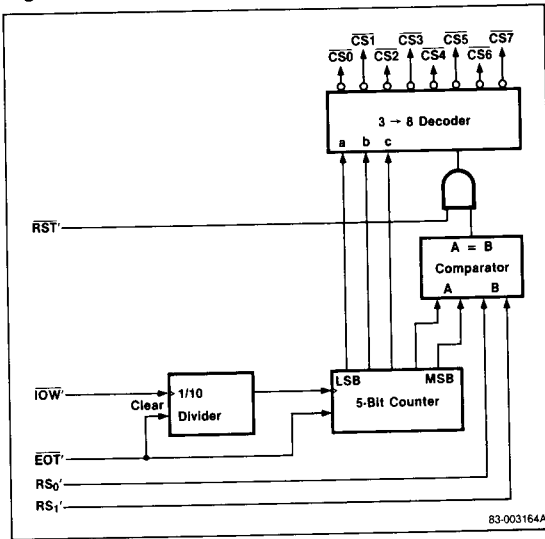 CS1 CS3 CS5 CS7
CS0 CS2 CS4 CS6
3 → 8 Decoder
a b c
RST'
A = B
Comparator
A B
LSB MSB
IOW'
1/10
Clear
Divider
5-Bit Counter
EOT'
RS₀'
RS₁'
83-003164A